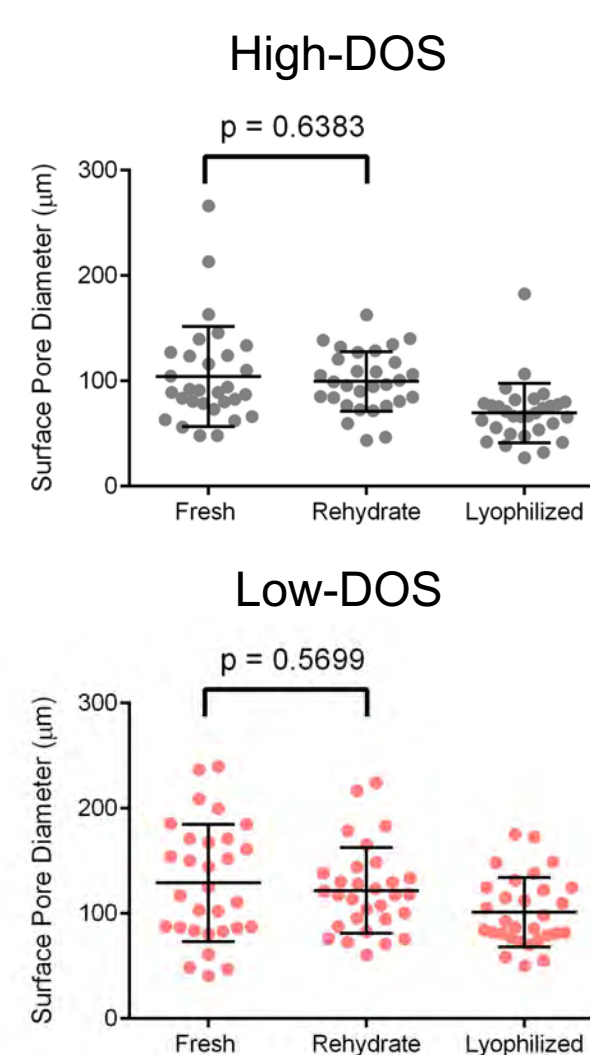 High-DOS
p = 0.6383
Surface Pore Diameter (μm)
300
200
100
0
Fresh Rehydrate Lyophilized
Low-DOS
p = 0.5699
Surface Pore Diameter (μm)
300
200
100
0
Fresh Rehydrate Lyophilized